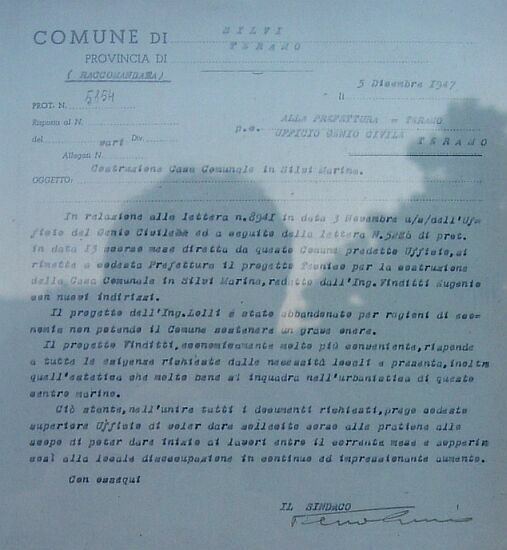 COMUNE DI SILVI
PROVINCIA DI TERAMO
( RACCOMANDATA)
5 Dicembre 1947
lì
PROT. N. 5154
Risposta al N.
ALLA PREFETTURA = TERAMO
p.c. UFFICIO GENIO CIVILE
TERAMO
del Div.
vari
Allegati N.
Costruzione Casa Comunale in Silvi Marina.
OGGETTO:
In relazione alla lettera n.8941 in data 3 Novembre u/s/dall'Uf-
ficio del Genio Civile ed a seguito della lettera N. di prot.
in data 13 scorso mese diretta da questo Comune predetto Ufficio, si
rimette a codesta Prefettura il progetto Tecnico per la costruzione
della Casa Comunale in Silvi Marina, redatto dall'Ing. Finditti Eugenio
con nuovi indirizzi.
Il progetto dell'Ing.Lolli è stato abbandonato per ragioni di eco-
nomia non potendo il Comune sostenere un grave onere.
Il progetto Vinditti, economicamente molto più conveniente, risponde
a tutte le esigenze richieste dalle necessità locali e presenta, inoltre
quell'estetica che molto bene si inquadra nell'urbanistica di questo
centro marino.
Ciò stante, nell'unire tutti i documenti richiesti, prego codesto
superiore Ufficio di voler dare sollecito corso alla pratica allo
scopo di poter dare inizio ai lavori entro il corrente mese e sopperire
così alla locale disoccupazione in continuo ed impressionante aumento.
Con ossequi
IL SINDACO